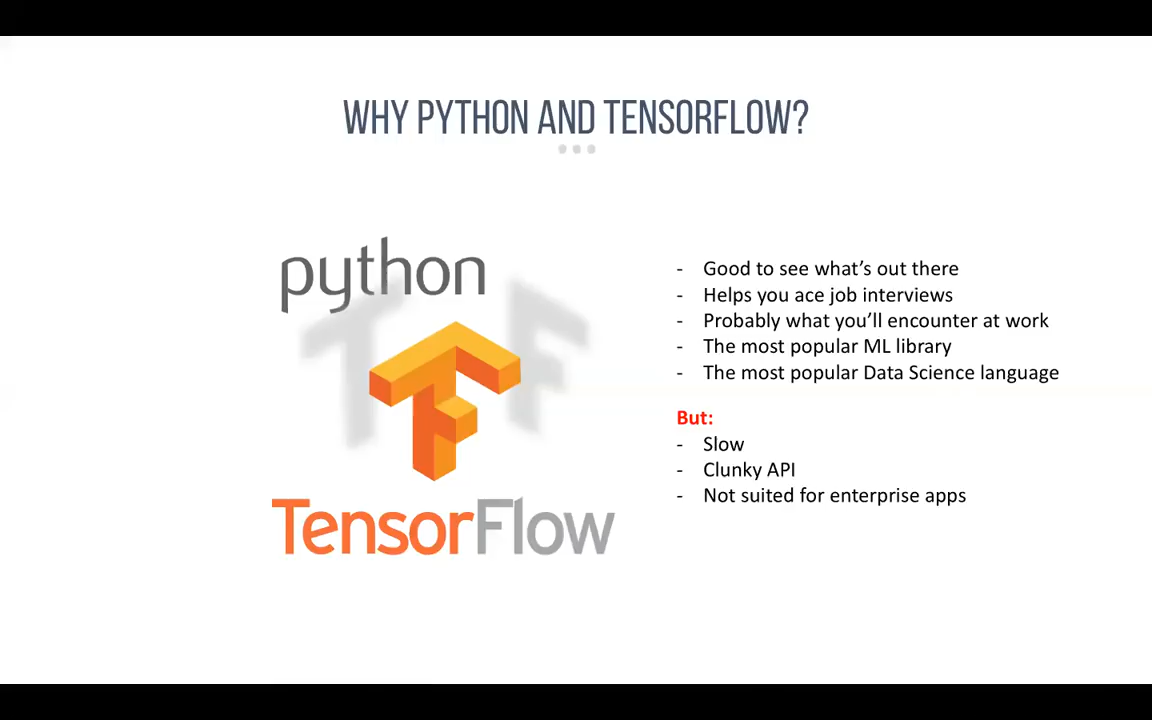 WHY PYTHON AND TENSORFLOW?
python
TensorFlow
- Good to see what's out there
- Helps you ace job interviews
- Probably what you'll encounter at work
- The most popular ML library
- The most popular Data Science language
But:
- Slow
- Clunky API
- Not suited for enterprise apps